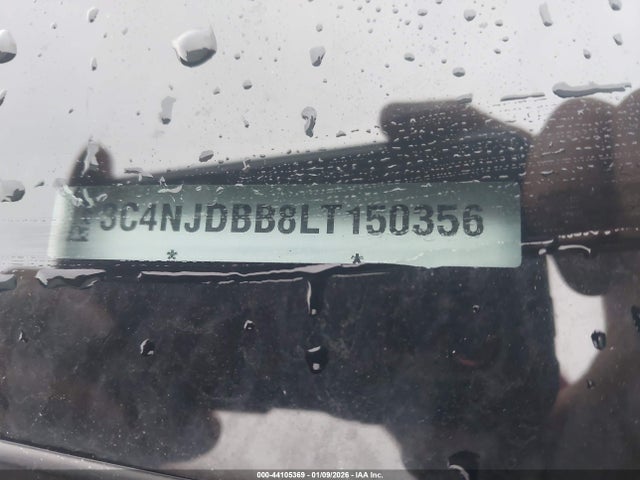 3C4NJDBB8LT150356
000-44105369 | 01/09/2026 | IAA Inc.